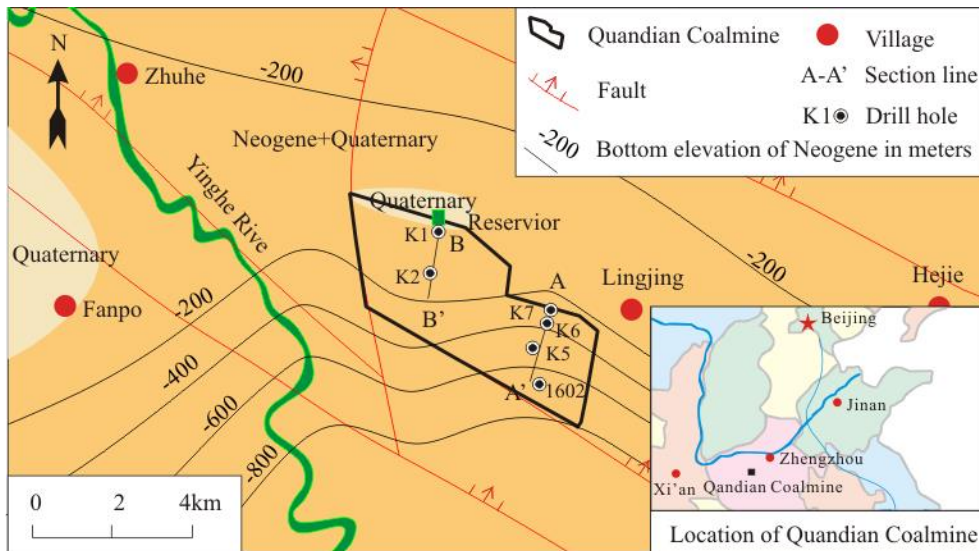 N
Zhuhe
-200
Neogene+Quaternary
Yinghe Rive
Quaternary
Fanpo
-200
-400
-600
-800
Quaternary
Reservior
K1
B
K2
B'
A
K7
K6
K5
A'
1602
Lingjing
Hejie
-200
-200
Quandian Coalmine
Village
Fault
A-A' Section line
K1 Drill hole
-200 Bottom elevation of Neogene in meters
0 2 4km
Beijing
Jinan
Zhengzhou
Xi'an
Qandian Coalmine
Location of Quandian Coalmine